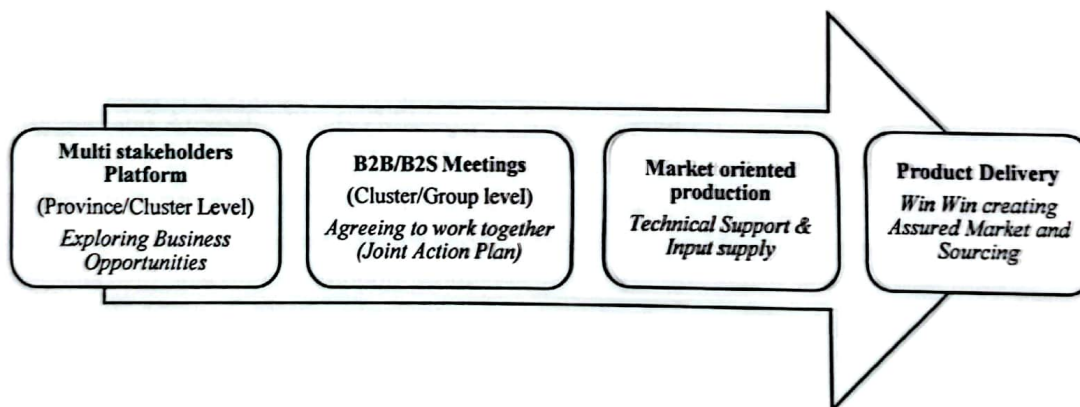 Multi stakeholders
Platform
(Province/Cluster Level)
Exploring Business
Opportunities
B2B/B2S Meetings
(Cluster/Group level)
Agreeing to work together
(Joint Action Plan)
Market oriented
production
Technical Support &
Input supply
Product Delivery
Win Win creating
Assured Market and
Sourcing